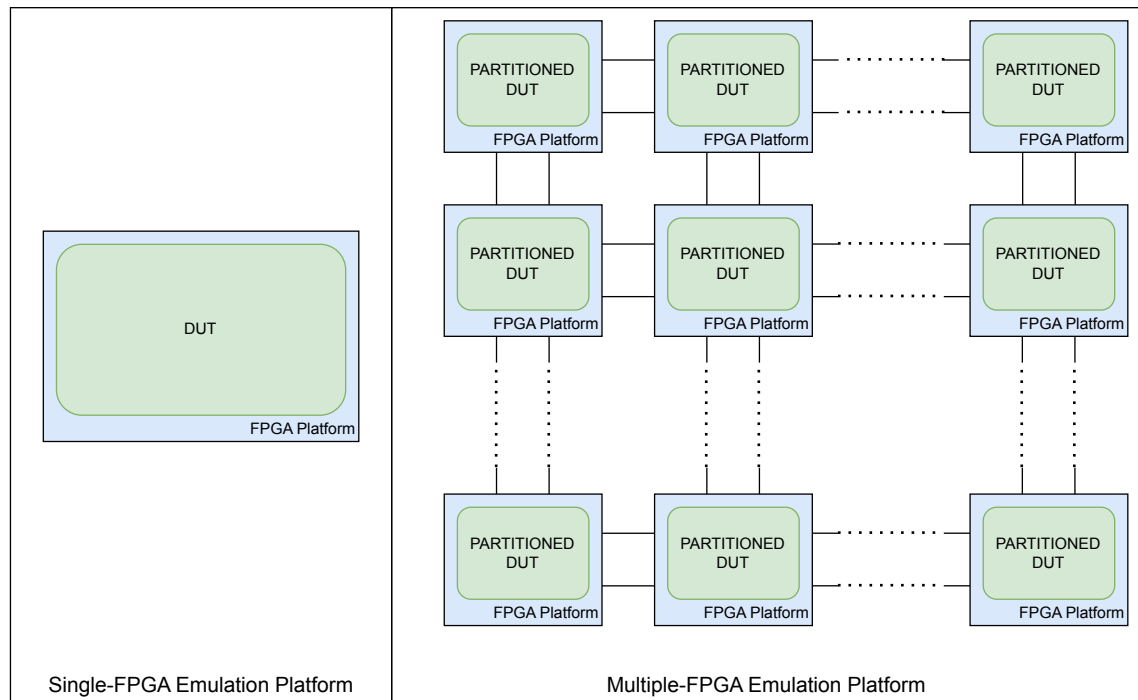 DUT
FPGA Platform
Single-FPGA Emulation Platform
PARTITIONED
DUT
FPGA Platform
PARTITIONED
DUT
FPGA Platform
PARTITIONED
DUT
FPGA Platform
PARTITIONED
DUT
FPGA Platform
PARTITIONED
DUT
FPGA Platform
PARTITIONED
DUT
FPGA Platform
PARTITIONED
DUT
FPGA Platform
PARTITIONED
DUT
FPGA Platform
PARTITIONED
DUT
FPGA Platform
Multiple-FPGA Emulation Platform